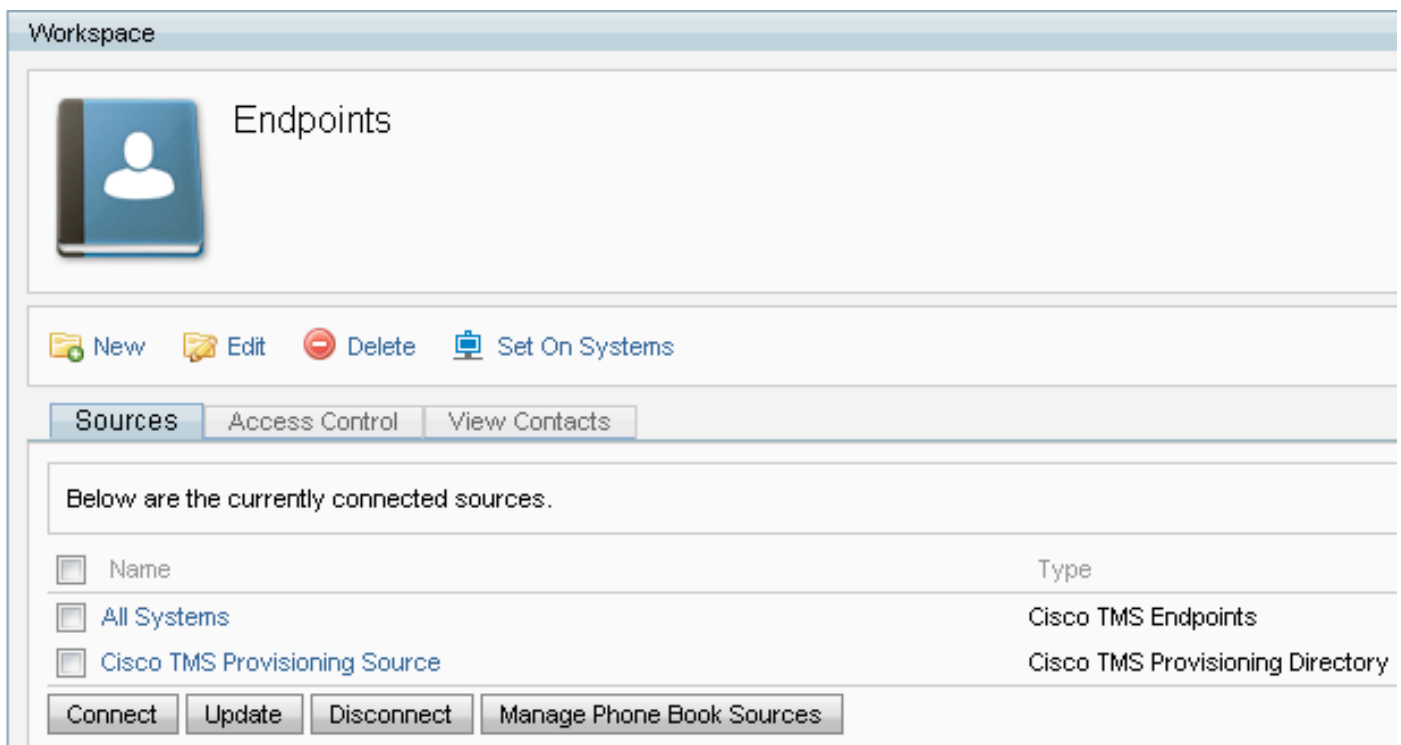 Workspace
Endpoints
New Edit Delete Set On Systems
Sources Access Control View Contacts
Below are the currently connected sources.
Name Type
All Systems Cisco TMS Endpoints
Cisco TMS Provisioning Source Cisco TMS Provisioning Directory
Connect Update Disconnect Manage Phone Book Sources